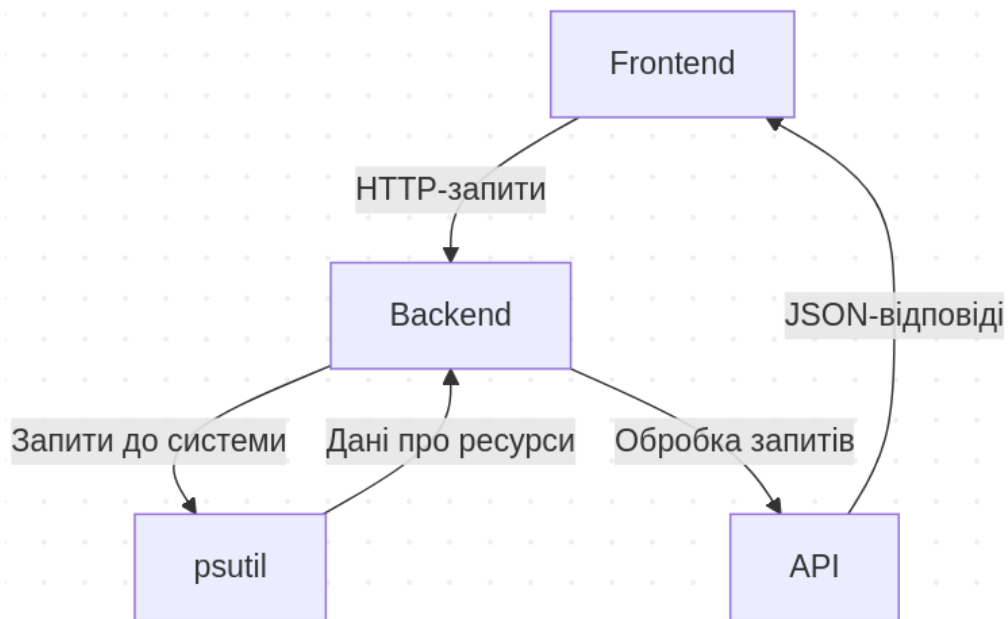 Frontend
HTTP-запити
Backend
JSON-відповіді
Запити до системи
Дані про ресурси
Обробка запитів
psutil
API